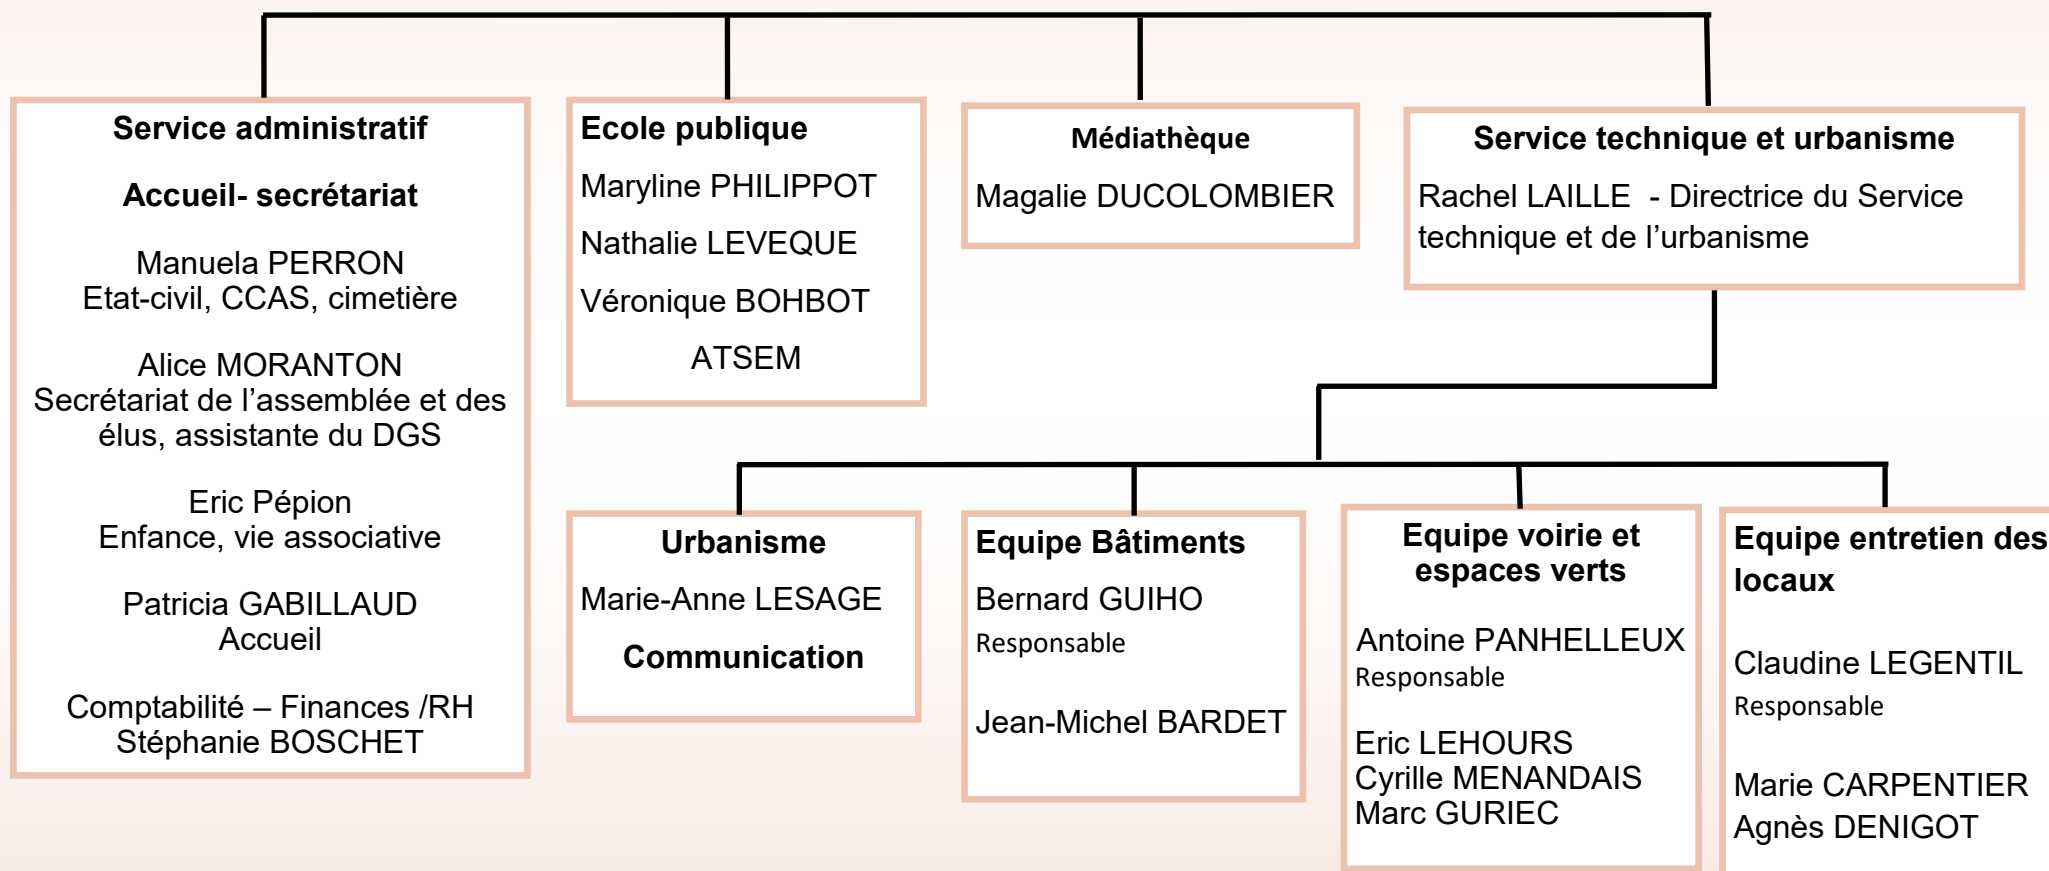 Service administratif
Accueil- secrétariat
Manuela PERRON
Etat-civil, CCAS, cimetière
Alice MORANTON
Secrétariat de l’assemblée et des
élus, assistante du DGS
Eric Pépion
Enfance, vie associative
Patricia GABILLAUD
Accueil
Comptabilité – Finances /RH
Stéphanie BOSCHET
Ecole publique
Maryline PHILIPPOT
Nathalie LEVEQUE
Véronique BOHBOT
ATSEM
Médiathèque
Magalie DUCOLOMBIER
Service technique et urbanisme
Rachel LAILLE - Directrice du Service
technique et de l’urbanisme
Urbanisme
Marie-Anne LESAGE
Communication
Equipe Bâtiments
Bernard GUIHO
Responsable
Jean-Michel BARDET
Equipe voirie et
espaces verts
Antoine PANHELLEUX
Responsable
Eric LEHOURS
Cyrille MENANDAIS
Marc GURIEC
Equipe entretien des
locaux
Claudine LEGENTIL
Responsable
Marie CARPENTIER
Agnès DENIGOT